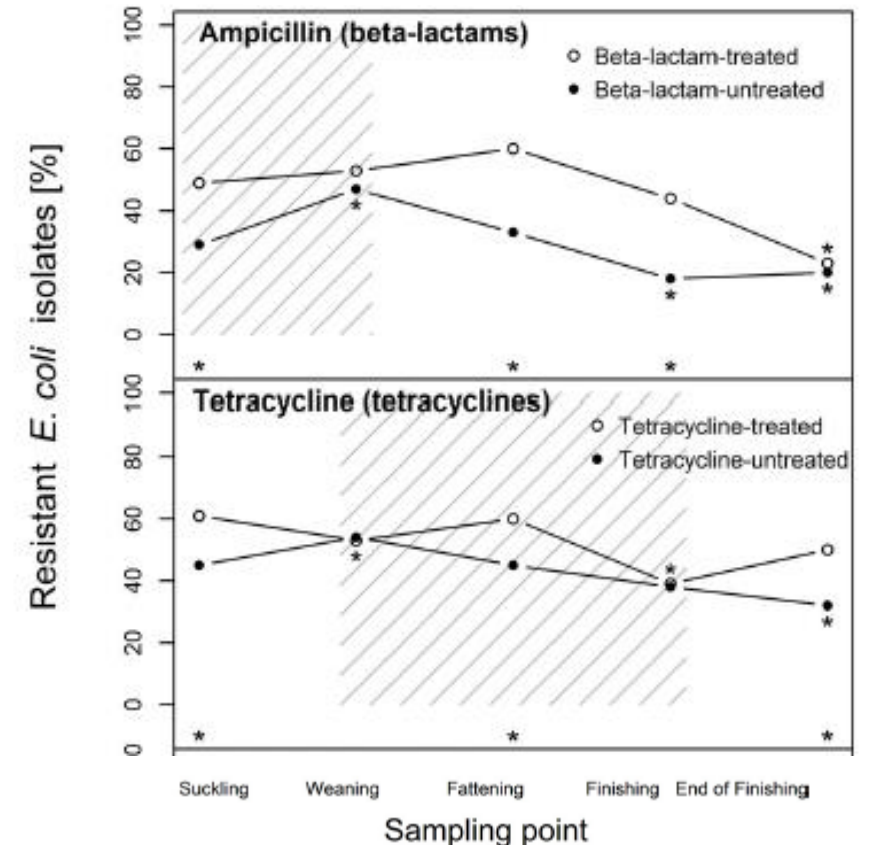 Resistant E. coli isolates [%]
Ampicillin (beta-lactams)
Beta-lactam-treated
Beta-lactam-untreated
100
80
60
40
20
0
*
*
*
*
*
*
*
Tetracycline (tetracyclines)
Tetracycline-treated
Tetracycline-untreated
100
80
60
40
20
0
0
*
*
*
*
*
*
Suckling Weaning Fattening Finishing End of Finishing
Sampling point